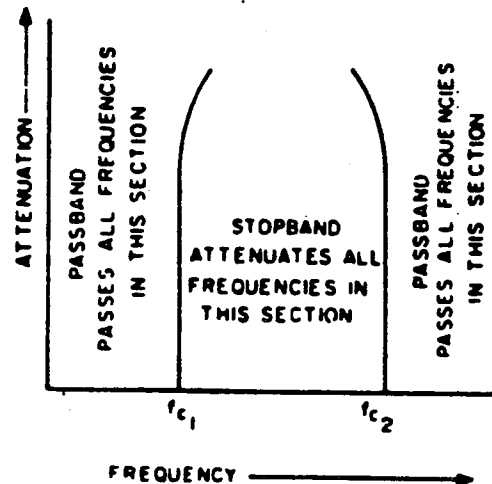 ATTENUATION
PASSBAND
PASSES ALL FREQUENCIES
IN THIS SECTION
STOPBAND
ATTENUATES ALL
FREQUENCIES IN
THIS SECTION
PASSBAND
PASSES ALL FREQUENCIES
IN THIS SECTION
fc1
fc2
FREQUENCY